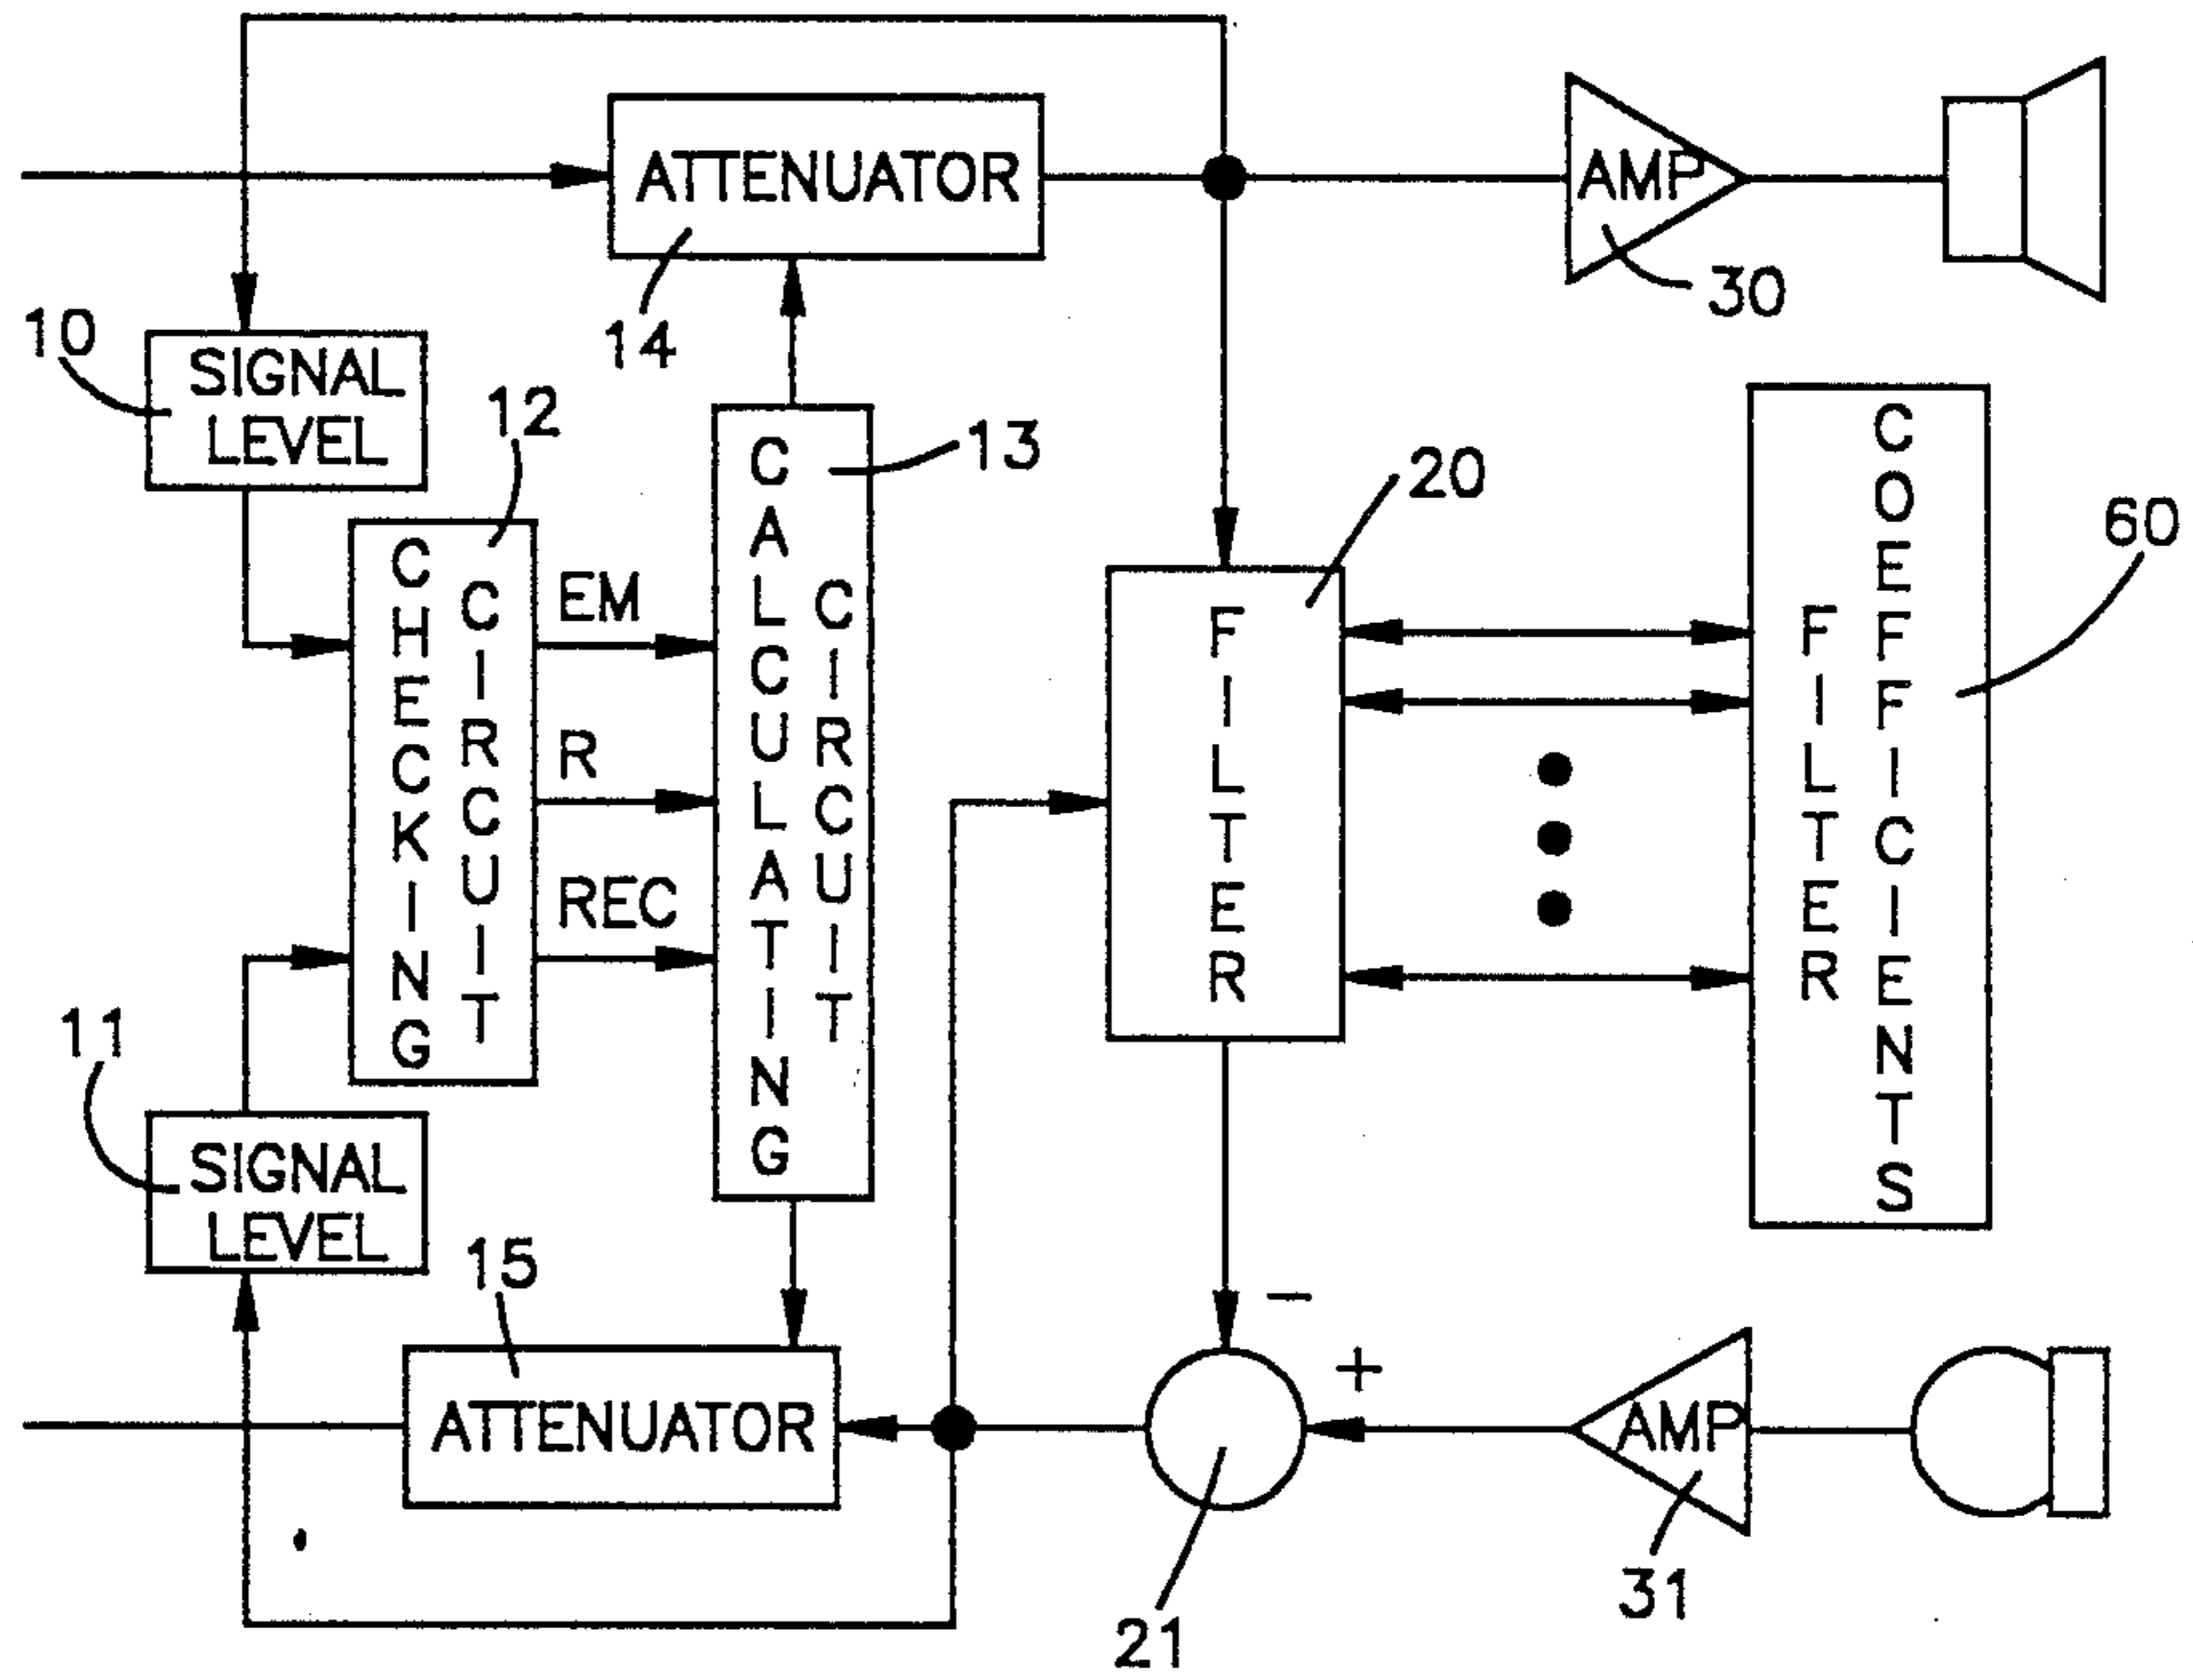 ATTENUATOR
14
AMP
30
10
SIGNAL
LEVEL
12
CHECKING
CIRCUIT
EM
R
REC
13
CALCULATING
CIRCUIT
20
FILTER
60
FILTER
COEFFICIENTS
11
SIGNAL
LEVEL
15
ATTENUATOR
−
+
21
AMP
31